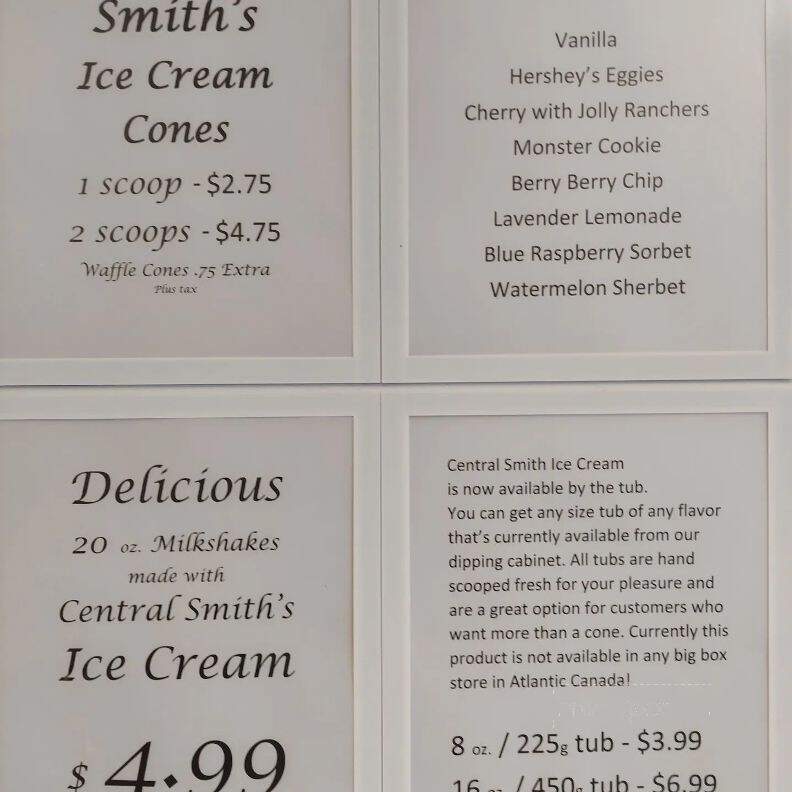 Smith's
Ice Cream
Cones
1 scoop - $2.75
2 scoops - $4.75
Waffle Cones .75 Extra
Plus tax
Vanilla
Hershey's Eggies
Cherry with Jolly Ranchers
Monster Cookie
Berry Berry Chip
Lavender Lemonade
Blue Raspberry Sorbet
Watermelon Sherbet
Delicious
20 oz. Milkshakes
made with
Central Smith's
Ice Cream
$ 4.99
Central Smith Ice Cream
is now available by the tub.
You can get any size tub of any flavor
that's currently available from our
dipping cabinet. All tubs are hand
scooped fresh for your pleasure and
are a great option for customers who
want more than a cone. Currently this
product is not available in any big box
store in Atlantic Canada!
8 oz. / 225g tub - $3.99
16 oz. / 450g tub - $6.99